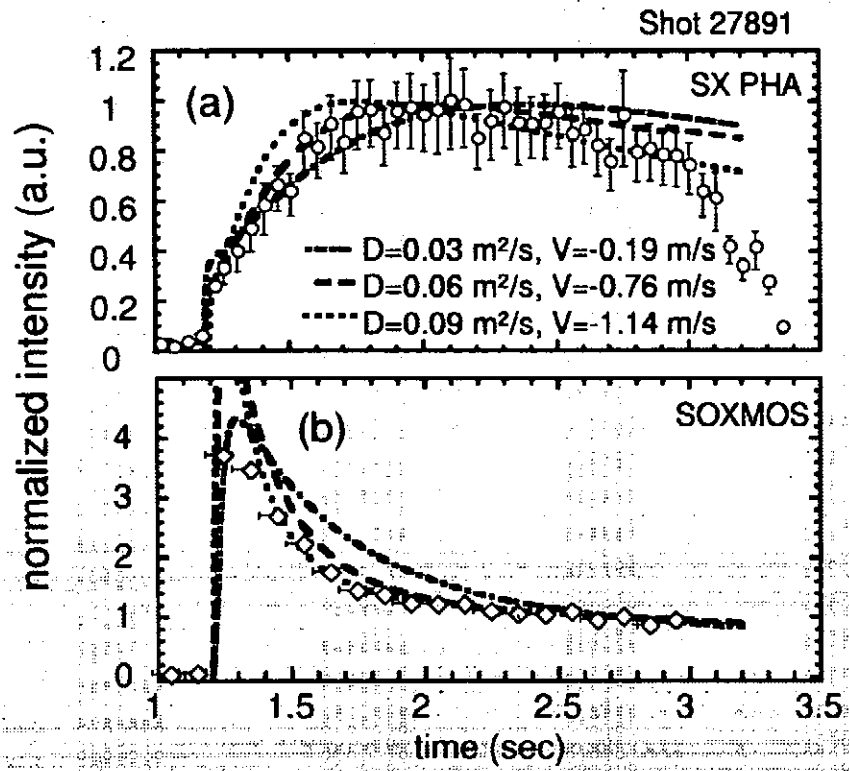 Shot 27891
normalized intensity (a.u.)
1.2
1
0.8
0.6
0.4
0.2
0
(a)
SX PHA
D=0.03 m²/s, V=-0.19 m/s
D=0.06 m²/s, V=-0.76 m/s
D=0.09 m²/s, V=-1.14 m/s
4
3
2
1
0
(b)
SOXMOS
1 1.5 2 2.5 3 3.5
time (sec)